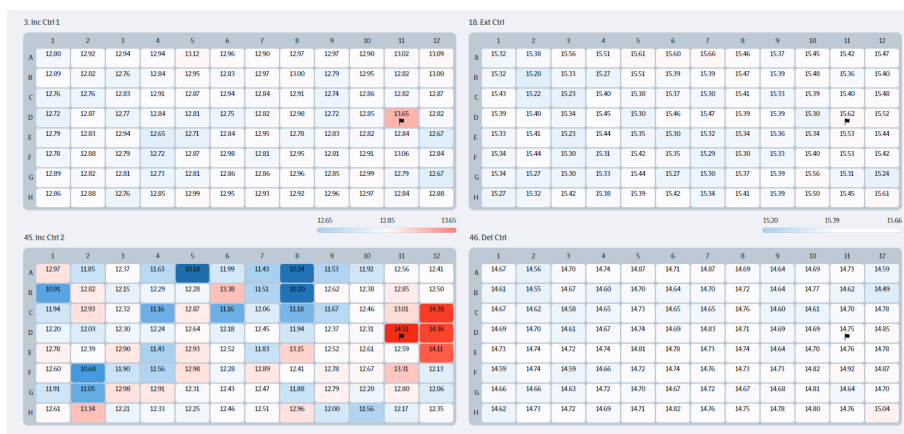 3. Inc Ctrl 1
1 2 3 4 5 6 7 8 9 10 11 12
A 12.80 12.92 12.94 12.94 13.12 12.96 12.90 12.97 12.97 12.90 13.02 13.09
B 12.89 12.82 12.76 12.84 12.95 12.83 12.97 13.00 12.79 12.95 12.82 13.00
C 12.76 12.76 12.83 12.91 12.87 12.94 12.84 12.91 12.74 12.86 12.82 12.87
D 12.72 12.87 12.77 12.84 12.81 12.75 12.82 12.98 12.72 12.85 13.65 12.82
E 12.79 12.83 12.94 12.65 12.71 12.84 12.95 12.78 12.83 12.82 12.84 12.67
F 12.78 12.88 12.79 12.72 12.87 12.98 12.81 12.95 12.81 12.91 13.06 12.84
G 12.89 12.82 12.81 12.73 12.81 12.86 12.86 12.96 12.85 12.99 12.79 12.67
H 12.86 12.88 12.76 12.85 12.99 12.95 12.93 12.92 12.96 12.97 12.84 12.88
12.65 12.85 13.65
18. Ext Ctrl
1 2 3 4 5 6 7 8 9 10 11 12
A 15.32 15.38 15.56 15.51 15.61 15.60 15.66 15.46 15.37 15.45 15.42 15.47
B 15.32 15.20 15.33 15.27 15.51 15.39 15.39 15.47 15.39 15.48 15.36 15.40
C 15.43 15.22 15.23 15.40 15.38 15.37 15.30 15.41 15.33 15.39 15.40 15.48
D 15.39 15.40 15.34 15.45 15.30 15.46 15.47 15.39 15.39 15.39 15.62 15.52
E 15.33 15.41 15.23 15.44 15.35 15.30 15.32 15.34 15.36 15.34 15.53 15.44
F 15.34 15.44 15.30 15.31 15.42 15.35 15.29 15.30 15.33 15.40 15.53 15.42
G 15.34 15.27 15.30 15.33 15.44 15.27 15.30 15.37 15.39 15.56 15.31 15.24
H 15.27 15.32 15.42 15.38 15.39 15.42 15.34 15.41 15.39 15.50 15.45 15.61
15.20 15.39 15.66
45. Inc Ctrl 2
1 2 3 4 5 6 7 8 9 10 11 12
A 12.97 11.85 12.37 11.63 10.18 11.99 11.43 10.24 11.53 11.92 12.56 12.41
B 10.91 12.82 12.15 12.29 12.28 13.38 11.51 10.20 12.62 12.38 12.85 12.50
C 11.94 12.93 12.32 11.16 12.87 11.16 12.06 11.18 11.67 12.46 13.01 14.38
D 12.20 12.03 12.30 12.24 12.64 12.18 12.45 11.94 12.37 12.31 14.51 14.36
E 12.78 12.39 12.90 11.43 12.93 12.52 11.83 13.15 12.52 12.61 12.59 14.11
F 12.60 10.68 11.90 11.56 12.98 12.28 12.89 12.41 11.72 12.67 13.31 12.13
G 11.91 11.05 12.98 12.91 12.31 12.43 12.47 11.88 12.79 12.20 12.80 12.06
H 12.61 13.34 12.21 12.33 12.25 12.46 12.51 12.96 12.00 11.56 12.17 12.35
46. Det Ctrl
1 2 3 4 5 6 7 8 9 10 11 12
A 14.67 14.56 14.70 14.74 14.87 14.71 14.87 14.69 14.64 14.69 14.73 14.59
B 14.61 14.55 14.67 14.60 14.70 14.64 14.70 14.72 14.64 14.77 14.62 14.49
C 14.67 14.62 14.58 14.65 14.73 14.65 14.65 14.76 14.60 14.61 14.70 14.78
D 14.69 14.70 14.61 14.67 14.74 14.69 14.83 14.71 14.69 14.69 14.75 14.85
E 14.73 14.74 14.72 14.74 14.81 14.78 14.73 14.74 14.64 14.70 14.76 14.78
F 14.59 14.74 14.59 14.66 14.78 14.72 14.67 14.73 14.73 14.82 14.92 14.87
G 14.66 14.66 14.63 14.72 14.70 14.67 14.72 14.67 14.68 14.81 14.64 14.70
H 14.62 14.73 14.72 14.69 14.71 14.82 14.76 14.75 14.78 14.80 14.76 15.04